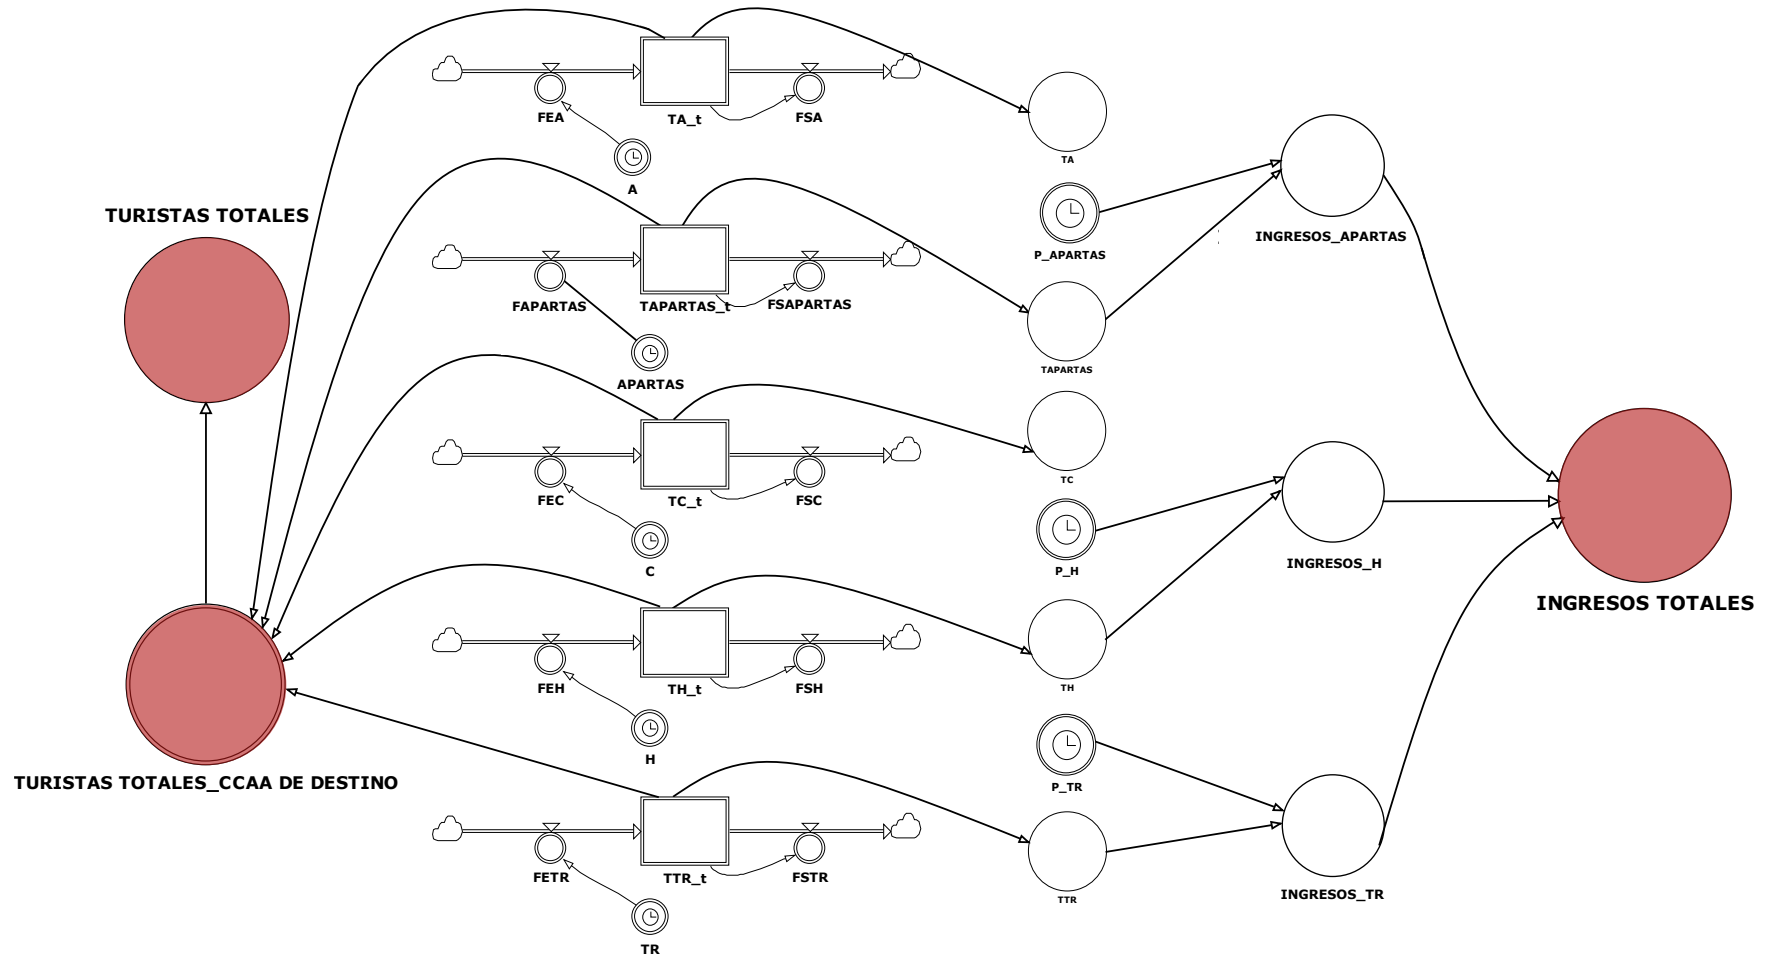 FEA
TA_t
FSA
A
TA
P_APARTAS
INGRESOS_APARTAS
TURISTAS TOTALES
FAPARTAS
TAPARTAS_t
FSAPARTAS
APARTAS
TAPARTAS
FEC
TC_t
FSC
C
TC
P_H
INGRESOS_H
INGRESOS TOTALES
FEH
TH_t
FSH
H
TH
TURISTAS TOTALES_CCAA DE DESTINO
P_TR
FETR
TTR_t
FSTR
TR
TTR
INGRESOS_TR